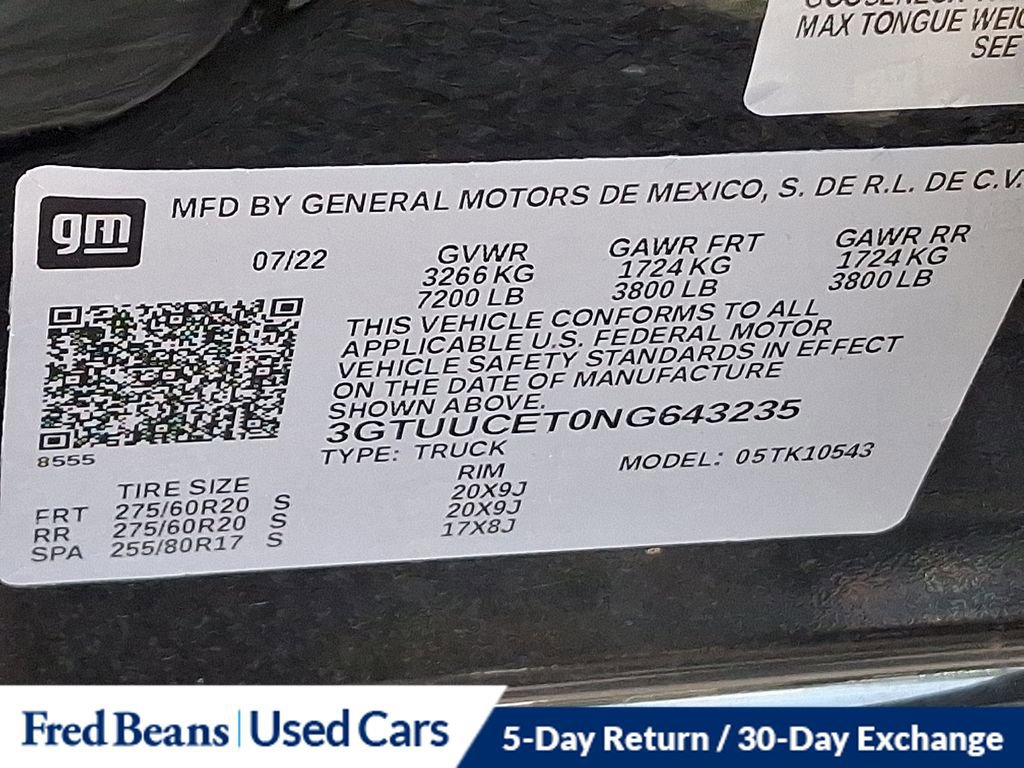 MAX TONGUE
SEE
gm
MFD BY GENERAL MOTORS DE MEXICO, S. DE R.L. DE C.V.
07/22 GVWR GAWR FRT GAWR RR
3266 KG 1724 KG 1724 KG
7200 LB 3800 LB 3800 LB
THIS VEHICLE CONFORMS TO ALL
APPLICABLE U.S. FEDERAL MOTOR
VEHICLE SAFETY STANDARDS IN EFFECT
ON THE DATE OF MANUFACTURE
SHOWN ABOVE.
3GTUUCET0NG643235
8555
TYPE: TRUCK MODEL: 05TK10543
TIRE SIZE RIM
FRT 275/60R20 S 20X9J
RR 275/60R20 S 20X9J
SPA 255/80R17 S 17X8J
Fred Beans Used Cars
5-Day Return / 30-Day Exchange